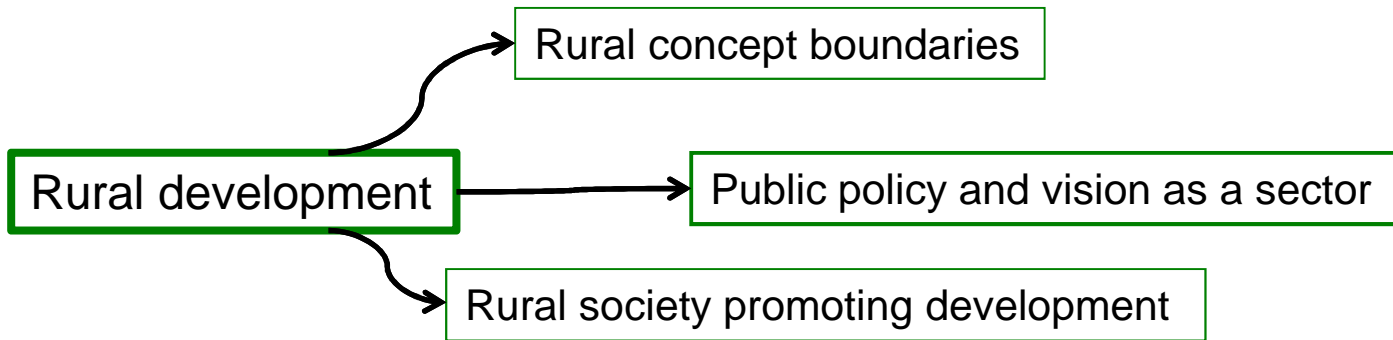 Rural concept boundaries
Rural development
Public policy and vision as a sector
Rural society promoting development